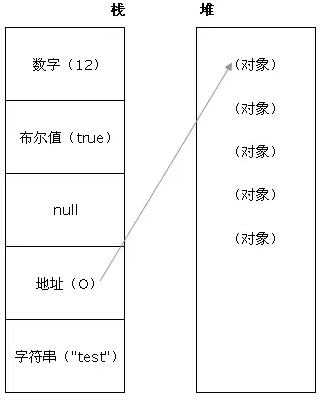 栈
堆
数字（12）
布尔值（true）
null
地址（O）
字符串（"test"）
（对象）
（对象）
（对象）
（对象）
（对象）